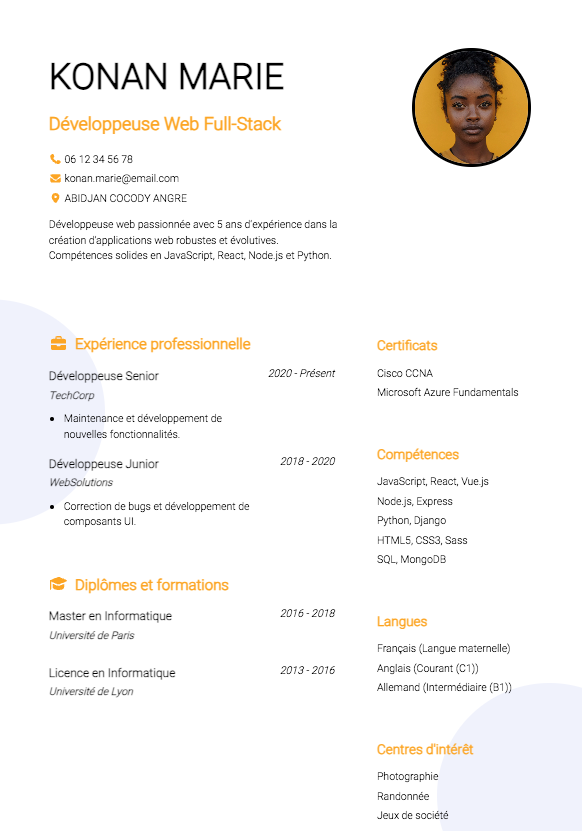 KONAN MARIE
Développeuse Web Full-Stack
06 12 34 56 78
konan.marie@email.com
ABIDJAN COCODY ANGRE
Développeuse web passionnée avec 5 ans d'expérience dans la
création d'applications web robustes et évolutives.
Compétences solides en JavaScript, React, Node.js et Python.
Expérience professionnelle
Développeuse Senior
2020 - Présent
TechCorp
• Maintenance et développement de
nouvelles fonctionnalités.
Développeuse Junior
2018 - 2020
WebSolutions
• Correction de bugs et développement de
composants UI.
Diplômes et formations
Master en Informatique
2016 - 2018
Université de Paris
Licence en Informatique
2013 - 2016
Université de Lyon
Certificats
Cisco CCNA
Microsoft Azure Fundamentals
Compétences
JavaScript, React, Vue.js
Node.js, Express
Python, Django
HTML5, CSS3, Sass
SQL, MongoDB
Langues
Français (Langue maternelle)
Anglais (Courant (C1))
Allemand (Intermédiaire (B1))
Centres d'intérêt
Photographie
Randonnée
Jeux de société